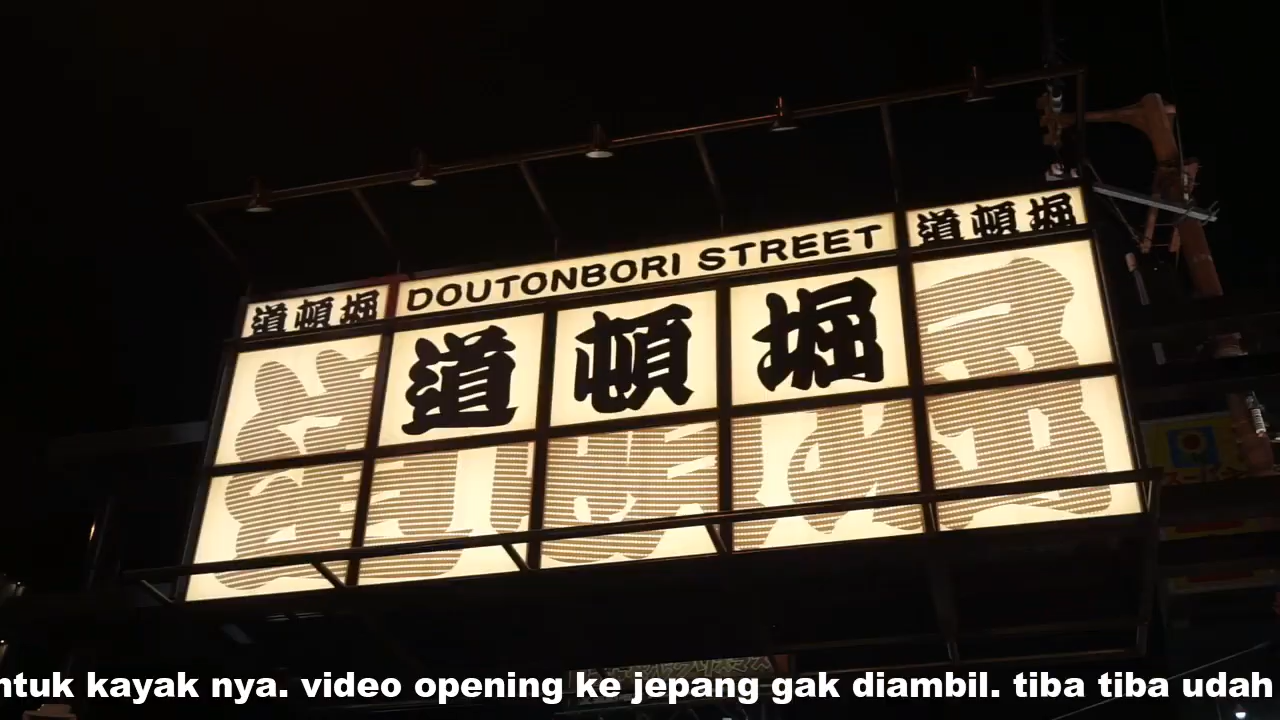 DOUTONBORI STREET
道頓堀
道頓堀
道頓堀
ntuk kayak nya. video opening ke jepang gak diambil. tiba tiba udah